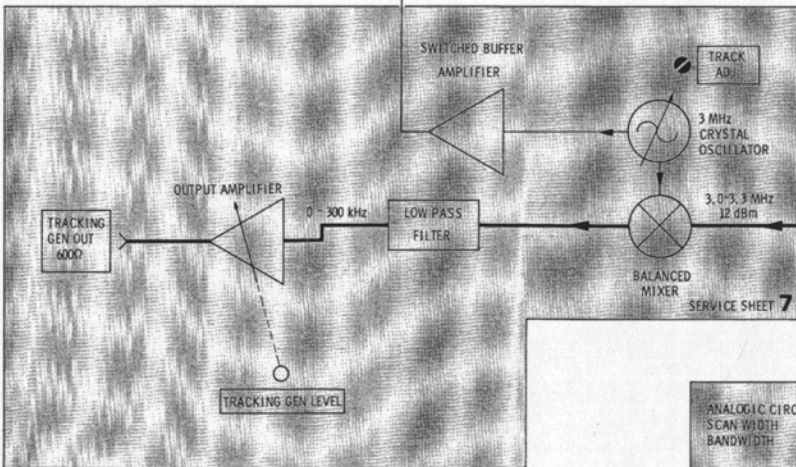 SWITCHED BUFFER
AMPLIFIER
TRACK
ADJ.
3 MHz
CRYSTAL
OSCILLATOR
OUTPUT AMPLIFIER
0 - 300 kHz
LOW PASS
FILTER
3.0-3.3 MHz
12 dBm
TRACKING
GEN OUT
600Ω
BALANCED
MIXER
SERVICE SHEET 7
TRACKING GEN LEVEL
ANALOGIC CIRC
SCAN WIDTH
BANDWIDTH